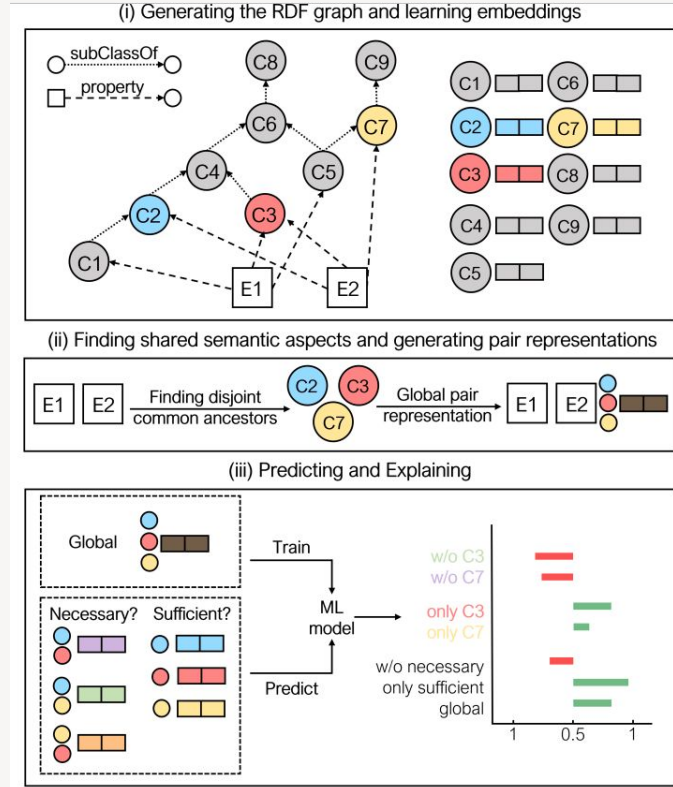 (i) Generating the RDF graph and learning embeddings
subClassOf
property
C8
C9
C6
C7
C4
C5
C2
C3
C1
E1
E2
C1
C6
C2
C7
C3
C8
C4
C9
C5
(ii) Finding shared semantic aspects and generating pair representations
E1
E2
Finding disjoint
common ancestors
C2
C3
C7
Global pair
representation
E1
E2
(iii) Predicting and Explaining
Global
Necessary?
Sufficient?
Train
ML
model
Predict
w/o C3
w/o C7
only C3
only C7
w/o necessary
only sufficient
global
1
0.5
1